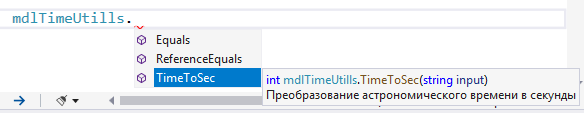 mdlTimeUtills.
Equals
ReferenceEquals
TimeToSec
int mdlTimeUtills.TimeToSec(string input)
Преобразование астрономического времени в секунды